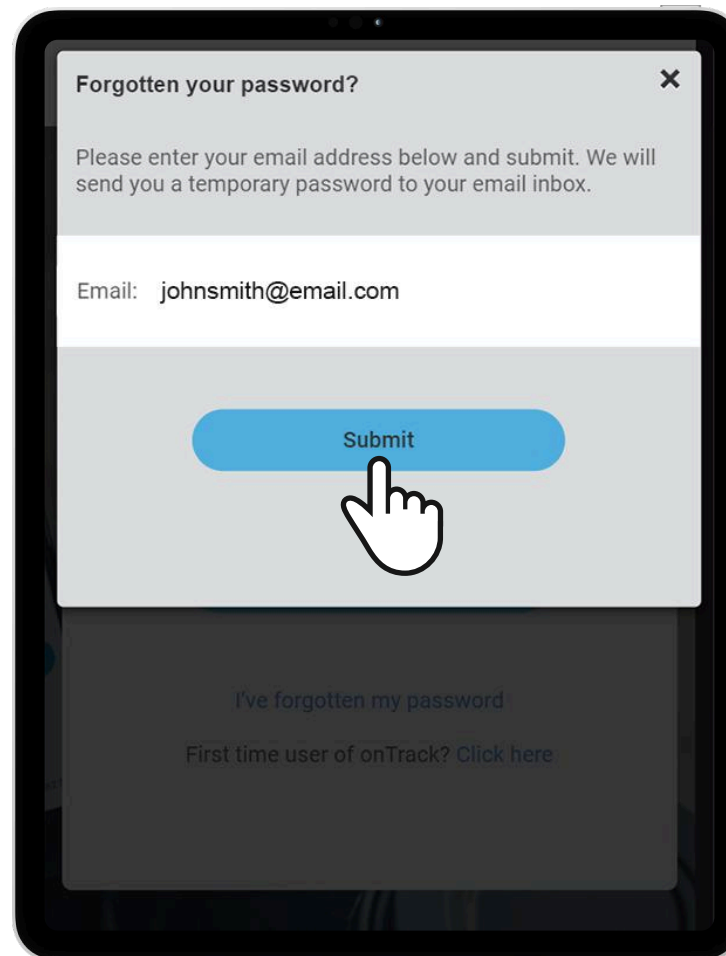 Forgotten your password?
Please enter your email address below and submit. We will
send you a temporary password to your email inbox.
Email: johnsmith@email.com
Submit
I've forgotten my password
First time user of onTrack? Click here